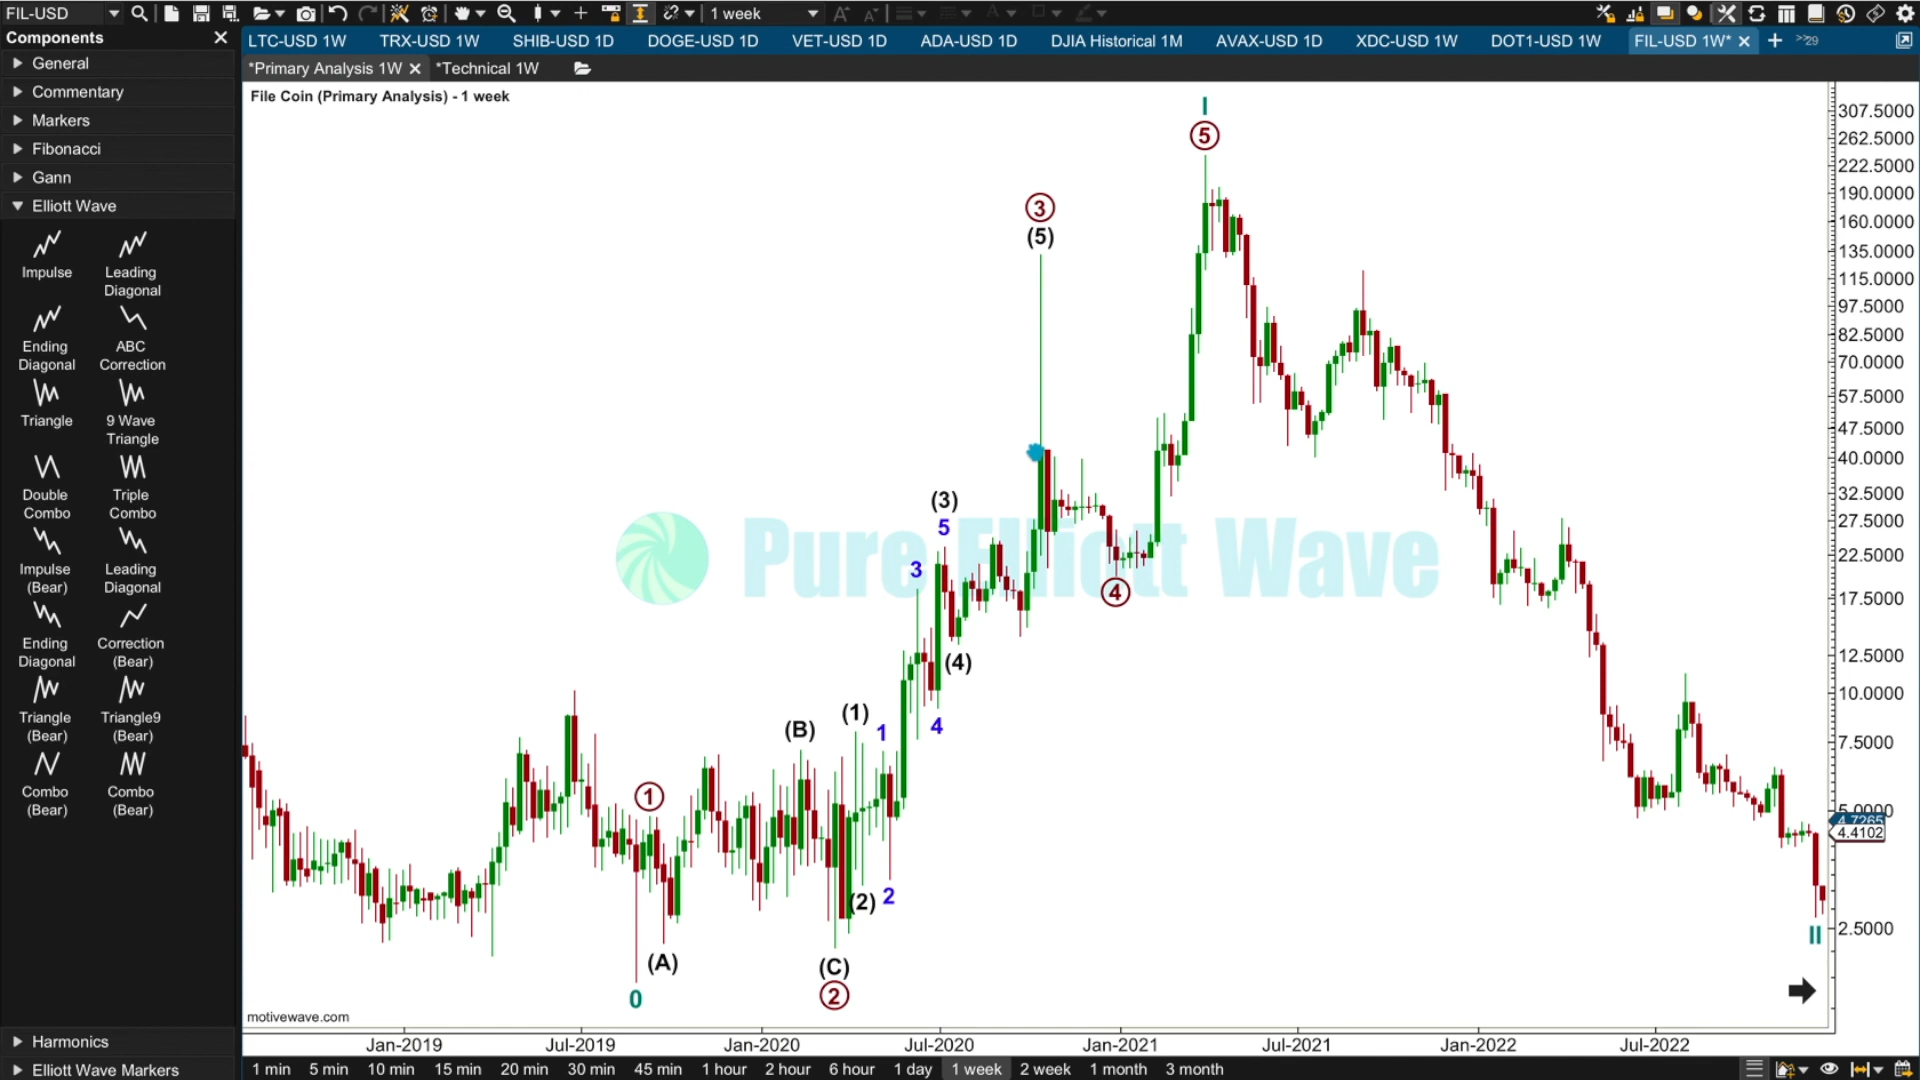 FIL-USD
1 week
Components
LTC-USD 1W
TRX-USD 1W
SHIB-USD 1D
DOGE-USD 1D
VET-USD 1D
ADA-USD 1D
DJIA Historical 1M
AVAX-USD 1D
XDC-USD 1W
DOT1-USD 1W
FIL-USD 1W*
>>29
*Primary Analysis 1W
*Technical 1W
General
Commentary
Markers
Fibonacci
Gann
Elliott Wave
Impulse
Leading Diagonal
Ending Diagonal
ABC Correction
Triangle
9 Wave Triangle
Double Combo
Triple Combo
Impulse (Bear)
Leading Diagonal
Ending Diagonal
Correction (Bear)
Triangle (Bear)
Triangle9 (Bear)
Combo (Bear)
Combo (Bear)
Harmonics
Elliott Wave Markers
File Coin (Primary Analysis) - 1 week
I
5
3
(5)
(3)
5
3
4
(4)
4
(B)
(1)
1
1
(2)
2
(A)
(C)
2
0
II
Pure Elliott Wave
motivewave.com
307.5000
262.5000
222.5000
190.0000
160.0000
135.0000
115.0000
97.5000
82.5000
70.0000
57.5000
47.5000
40.0000
32.5000
27.5000
22.5000
17.5000
12.5000
10.0000
7.5000
5.0000
4.7265
4.4102
2.5000
Jan-2019
Jul-2019
Jan-2020
Jul-2020
Jan-2021
Jul-2021
Jan-2022
Jul-2022
1 min
5 min
10 min
15 min
20 min
30 min
45 min
1 hour
2 hour
6 hour
1 day
1 week
2 week
1 month
3 month